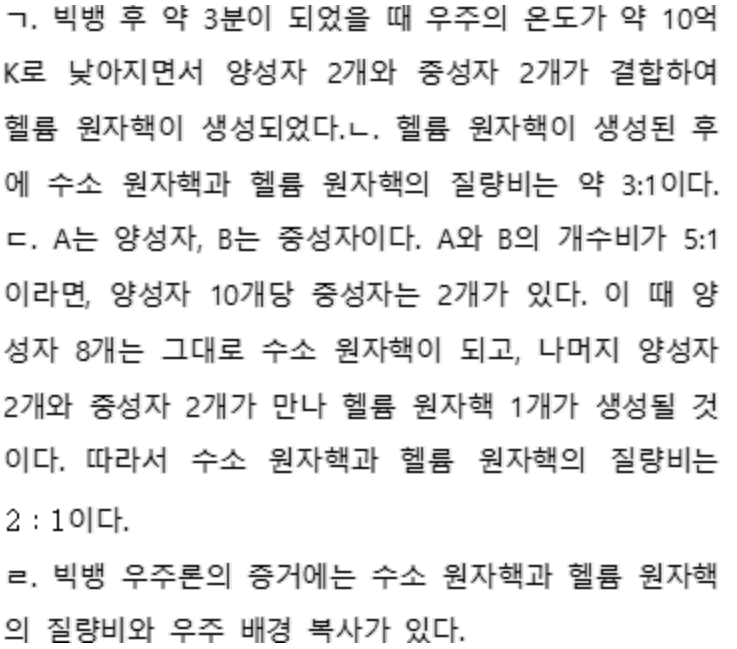 ㄱ. 빅뱅 후 약 3분이 되었을 때 우주의 온도가 약 10억
K로 낮아지면서 양성자 2개와 중성자 2개가 결합하여
헬륨 원자핵이 생성되었다.ㄴ. 헬륨 원자핵이 생성된 후
에 수소 원자핵과 헬륨 원자핵의 질량비는 약 3:1이다.
ㄷ. A는 양성자, B는 중성자이다. A와 B의 개수비가 5:1
이라면, 양성자 10개당 중성자는 2개가 있다. 이 때 양
성자 8개는 그대로 수소 원자핵이 되고, 나머지 양성자
2개와 중성자 2개가 만나 헬륨 원자핵 1개가 생성될 것
이다. 따라서 수소 원자핵과 헬륨 원자핵의 질량비는
2 : 1이다.
ㄹ. 빅뱅 우주론의 증거에는 수소 원자핵과 헬륨 원자핵
의 질량비와 우주 배경 복사가 있다.